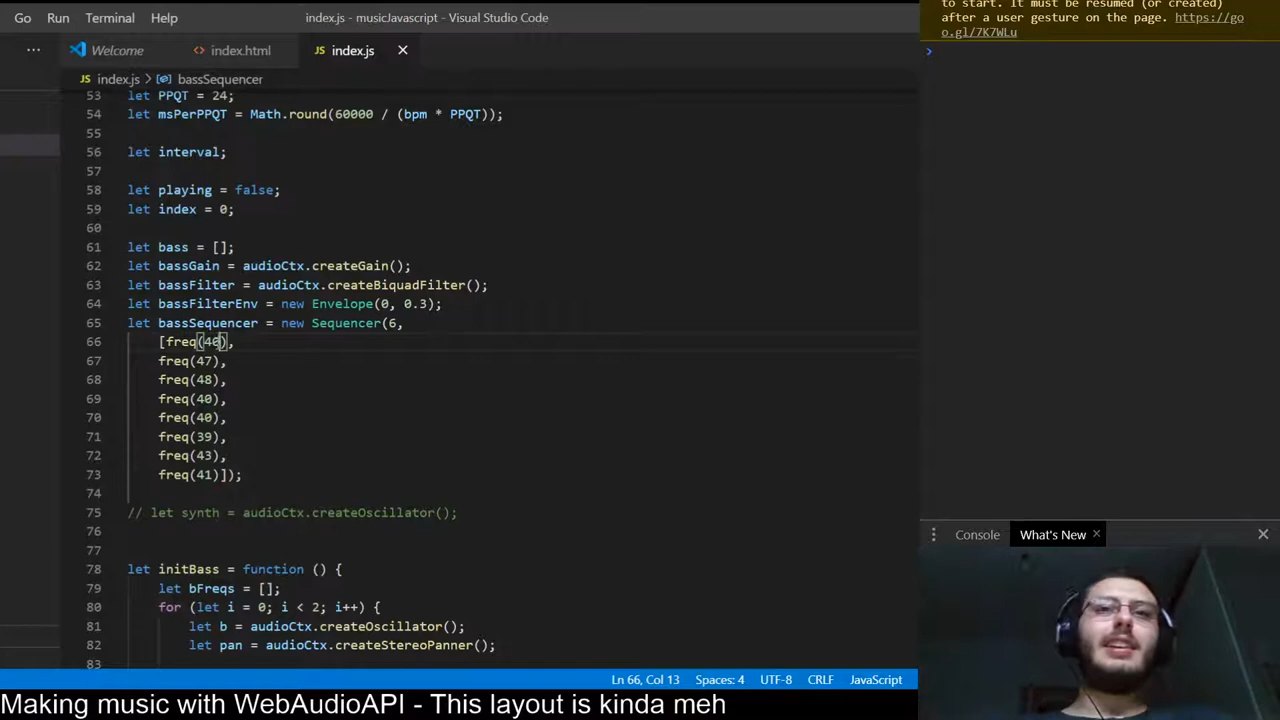 Go Run Terminal Help index.js - musicJavascript - Visual Studio Code
Welcome index.html JS index.js
JS index.js > bassSequencer
53 let PPQT = 24;
54 let msPerPPQT = Math.round(60000 / (bpm * PPQT));
55
56 let interval;
57
58 let playing = false;
59 let index = 0;
60
61 let bass = [];
62 let bassGain = audioCtx.createGain();
63 let bassFilter = audioCtx.createBiquadFilter();
64 let bassFilterEnv = new Envelope(0, 0.3);
65 let bassSequencer = new Sequencer(6,
66 [freq(40),
67 freq(47),
68 freq(48),
69 freq(40),
70 freq(40),
71 freq(39),
72 freq(43),
73 freq(41)]);
74
75 // let synth = audioCtx.createOscillator();
76
77
78 let initBass = function () {
79 let bFreqs = [];
80 for (let i = 0; i < 2; i++) {
81 let b = audioCtx.createOscillator();
82 let pan = audioCtx.createStereoPanner();
83
Ln 66, Col 13 Spaces: 4 UTF-8 CRLF JavaScript
to start. It must be resumed (or created)
after a user gesture on the page. https://go
o.gl/7K7WLu
Console What's New
Making music with WebAudioAPI - This layout is kinda meh